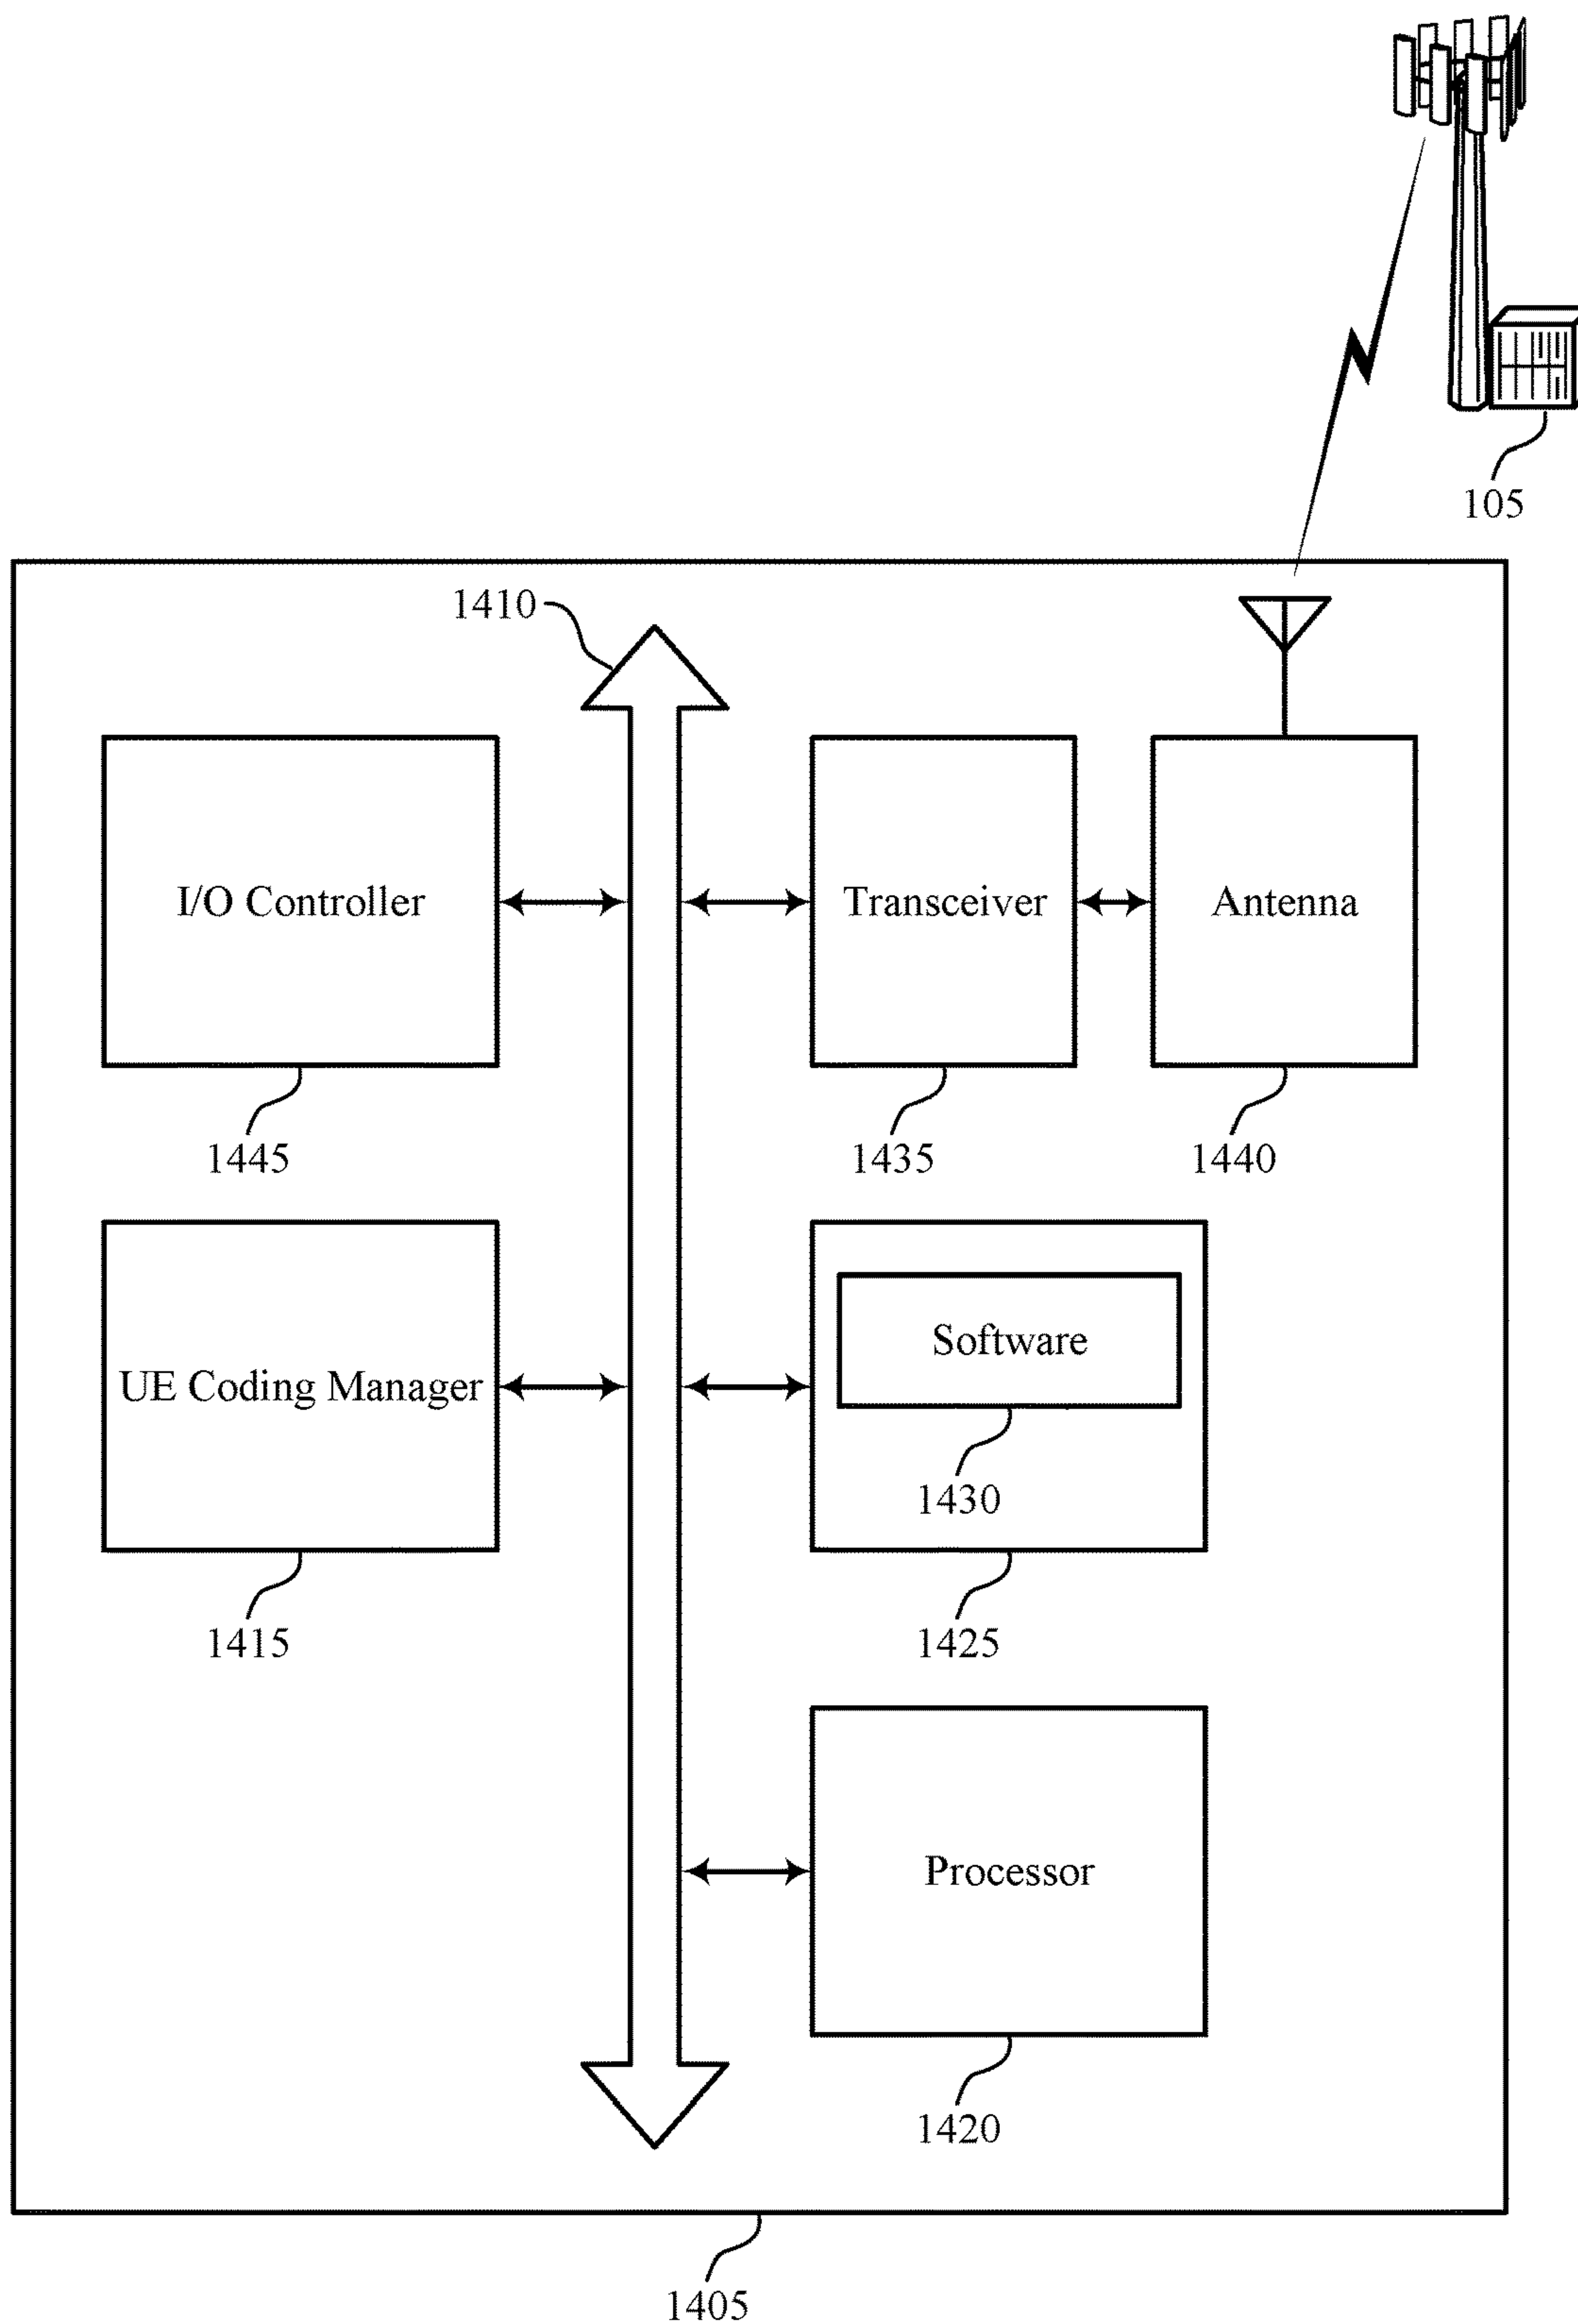 105
1410
I/O Controller
Transceiver
Antenna
1445
1435
1440
Software
UE Coding Manager
1430
1415
1425
Processor
1420
1405